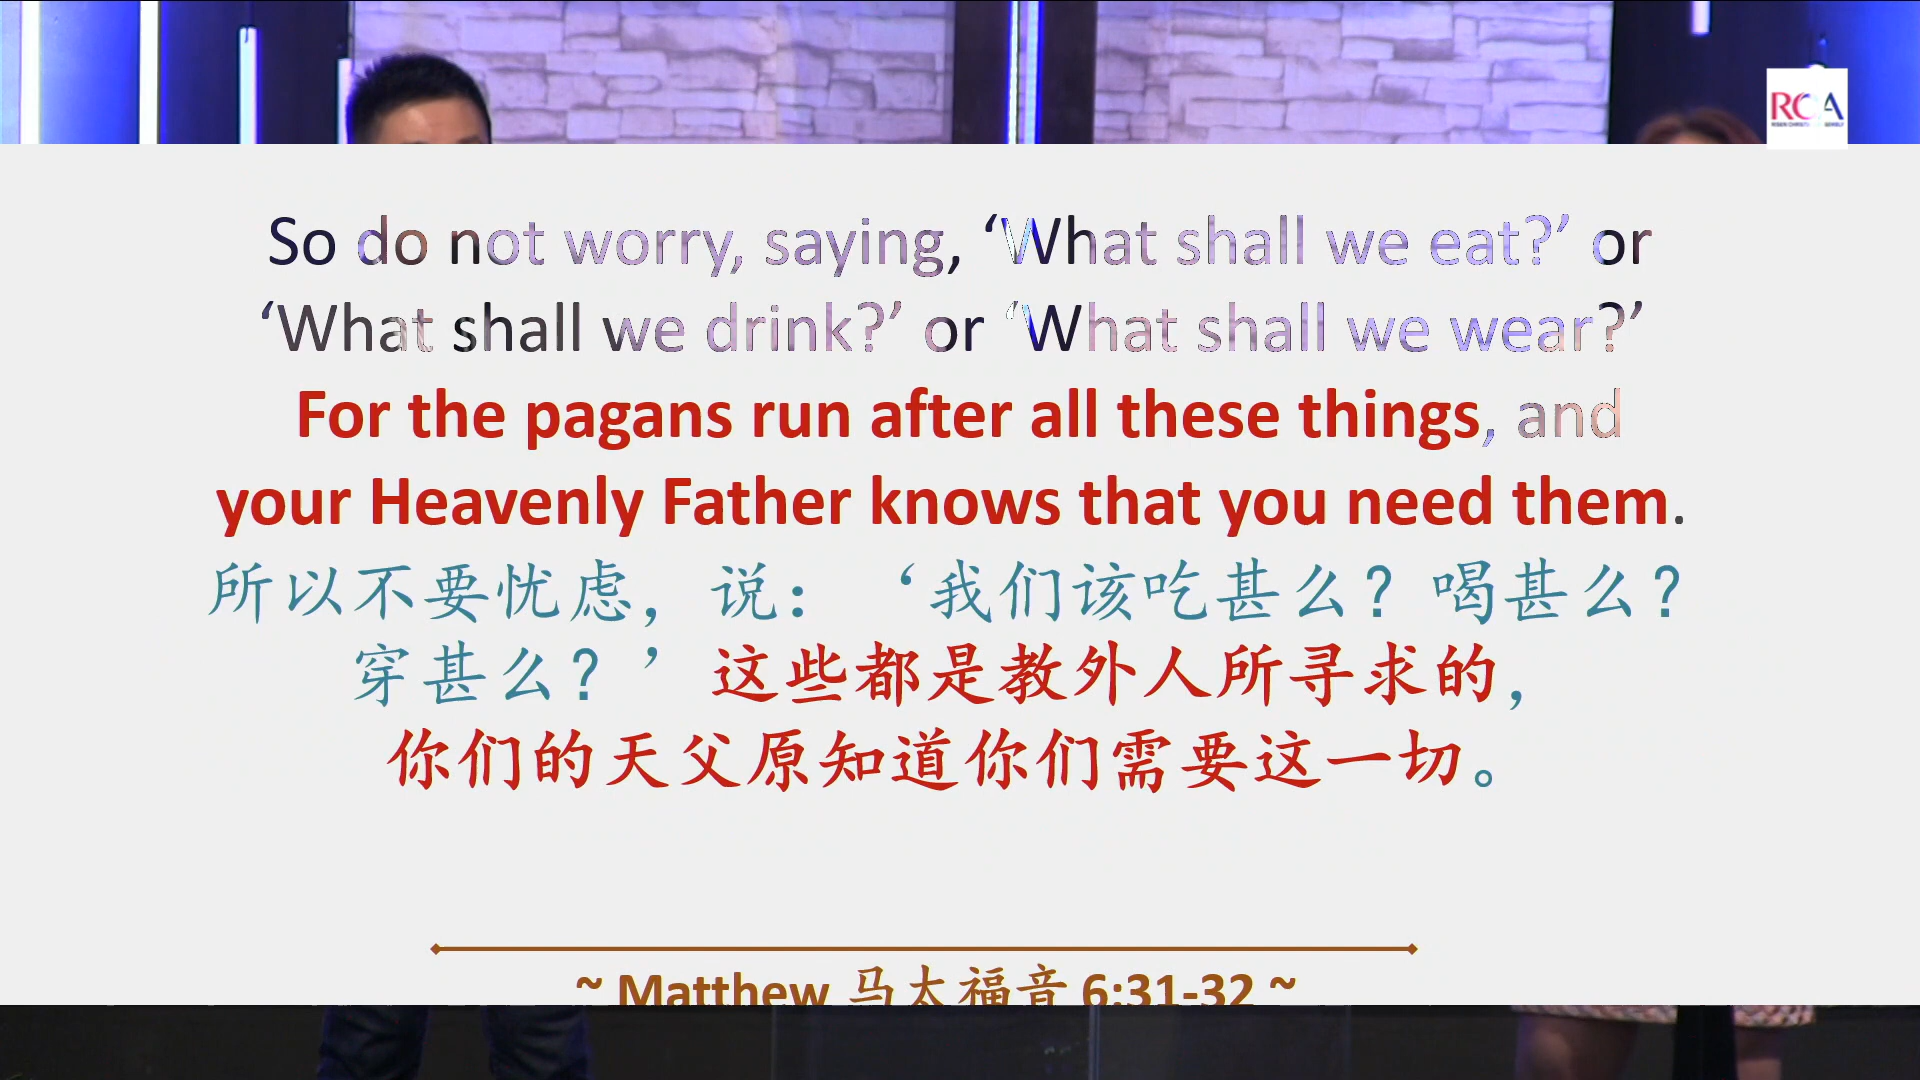 RCA
So do not worry, saying, ‘What shall we eat?’ or
‘What shall we drink?’ or ‘What shall we wear?’
For the pagans run after all these things, and
your Heavenly Father knows that you need them.
所以不要忧虑，说：‘我们该吃甚么？喝甚么？
穿甚么？’这些都是教外人所寻求的，
你们的天父原知道你们需要这一切。
~ Matthew 马太福音 6:31-32 ~